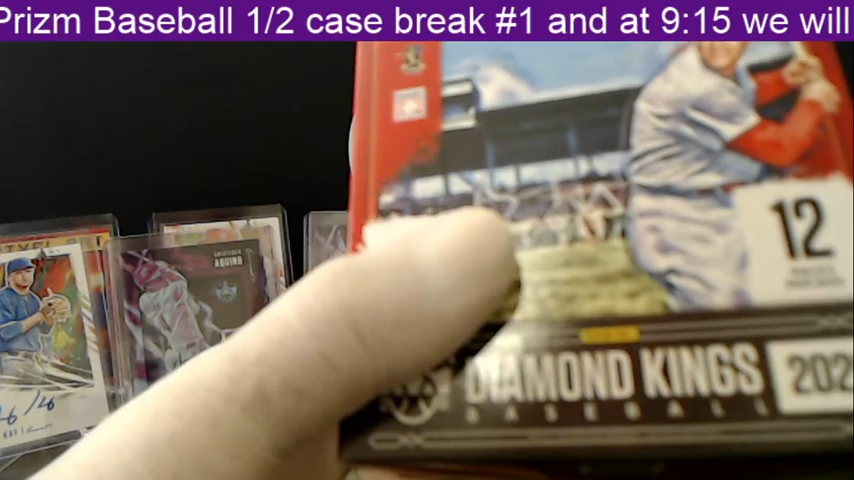 Prizm Baseball 1/2 case break #1 and at 9:15 we will
AQUINO
12
DIAMOND KINGS
202
BASEBALL